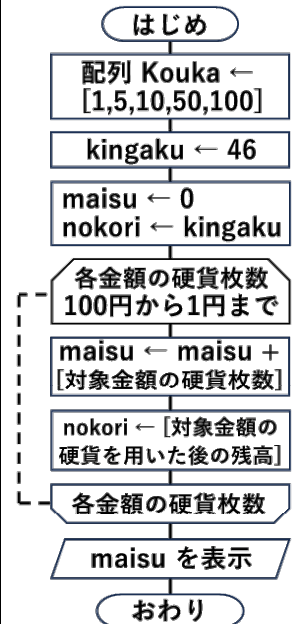 はじめ
配列 Kouka ←
[1,5,10,50,100]
kingaku ← 46
maisu ← 0
nokori ← kingaku
各金額の硬貨枚数
100円から1円まで
maisu ← maisu +
[対象金額の硬貨枚数]
nokori ← [対象金額の
硬貨を用いた後の残高]
各金額の硬貨枚数
maisu を表示
おわり